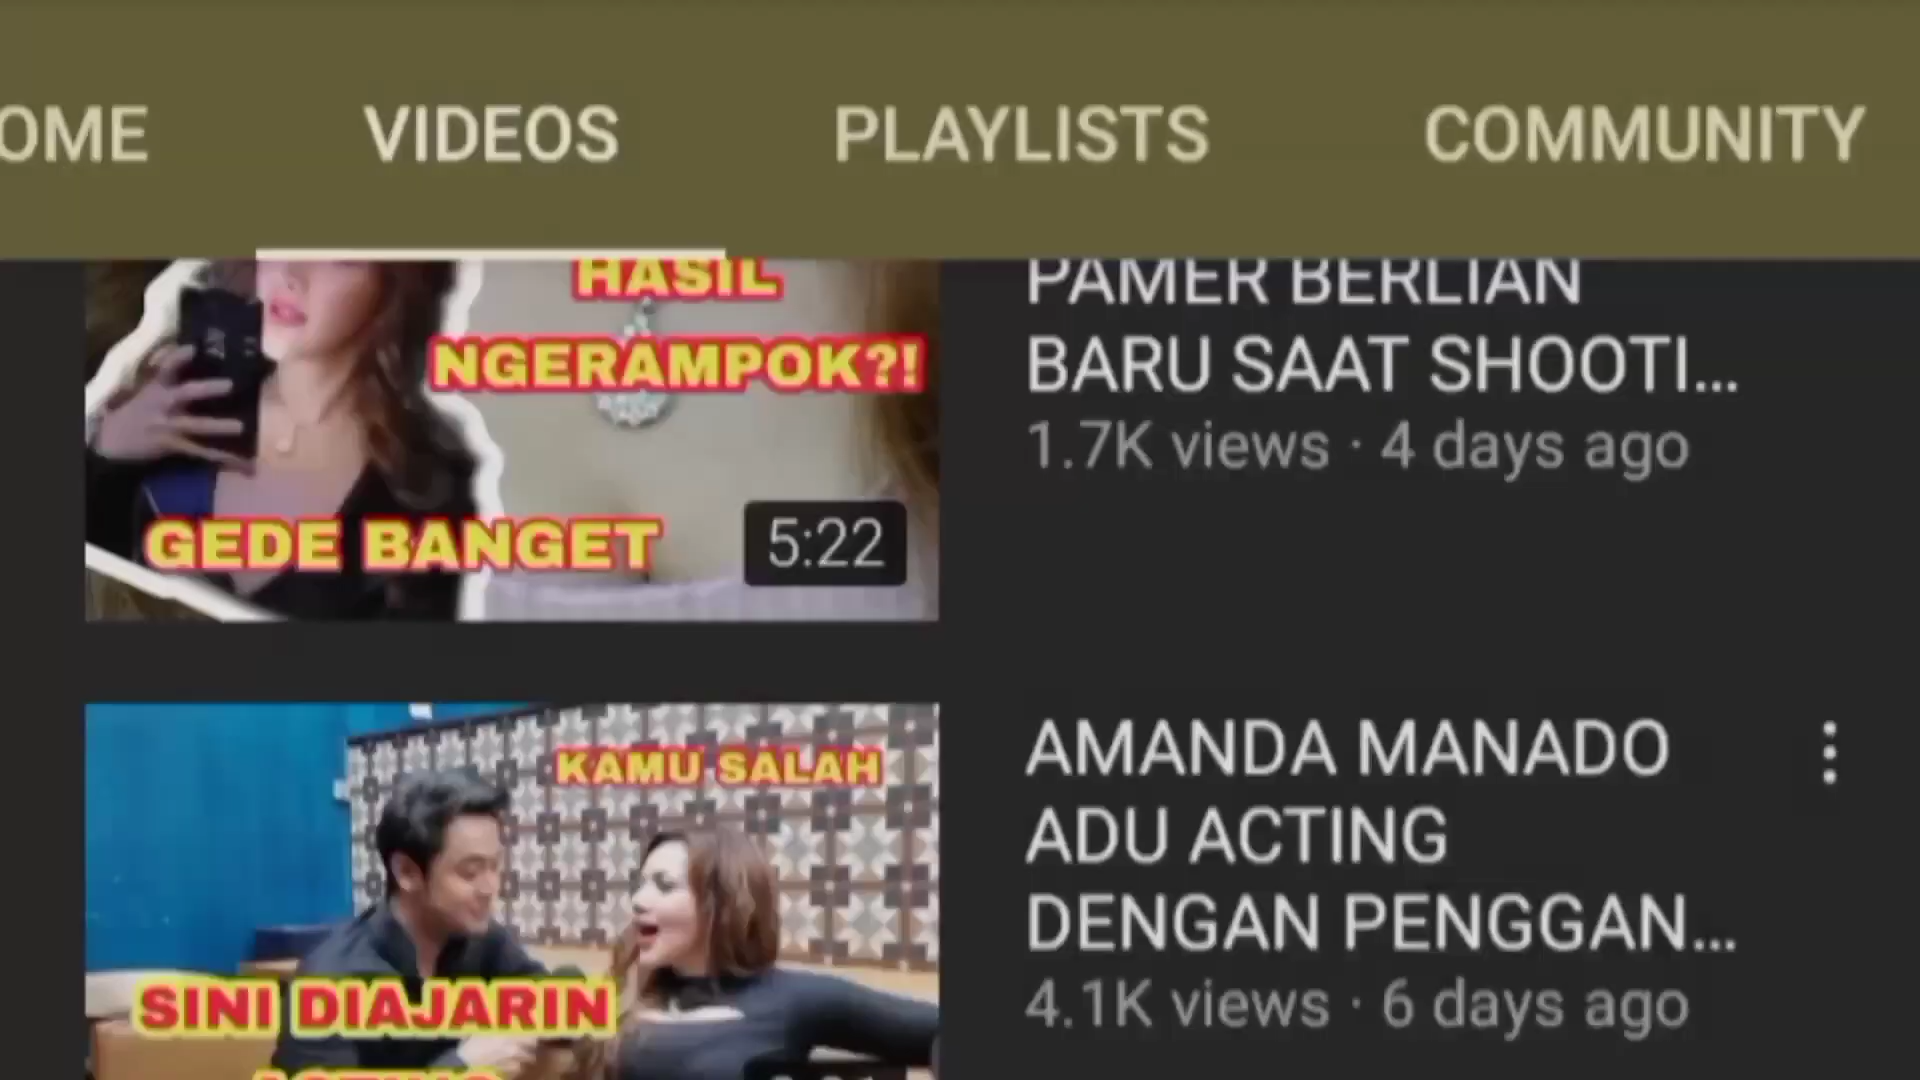 OME VIDEOS PLAYLISTS COMMUNITY
HASIL
NGERAMPOK?!
GEDE BANGET
5:22
PAMER BERLIAN
BARU SAAT SHOOTI...
1.7K views · 4 days ago
KAMU SALAH
SINI DIAJARIN
AMANDA MANADO
ADU ACTING
DENGAN PENGGAN...
4.1K views · 6 days ago